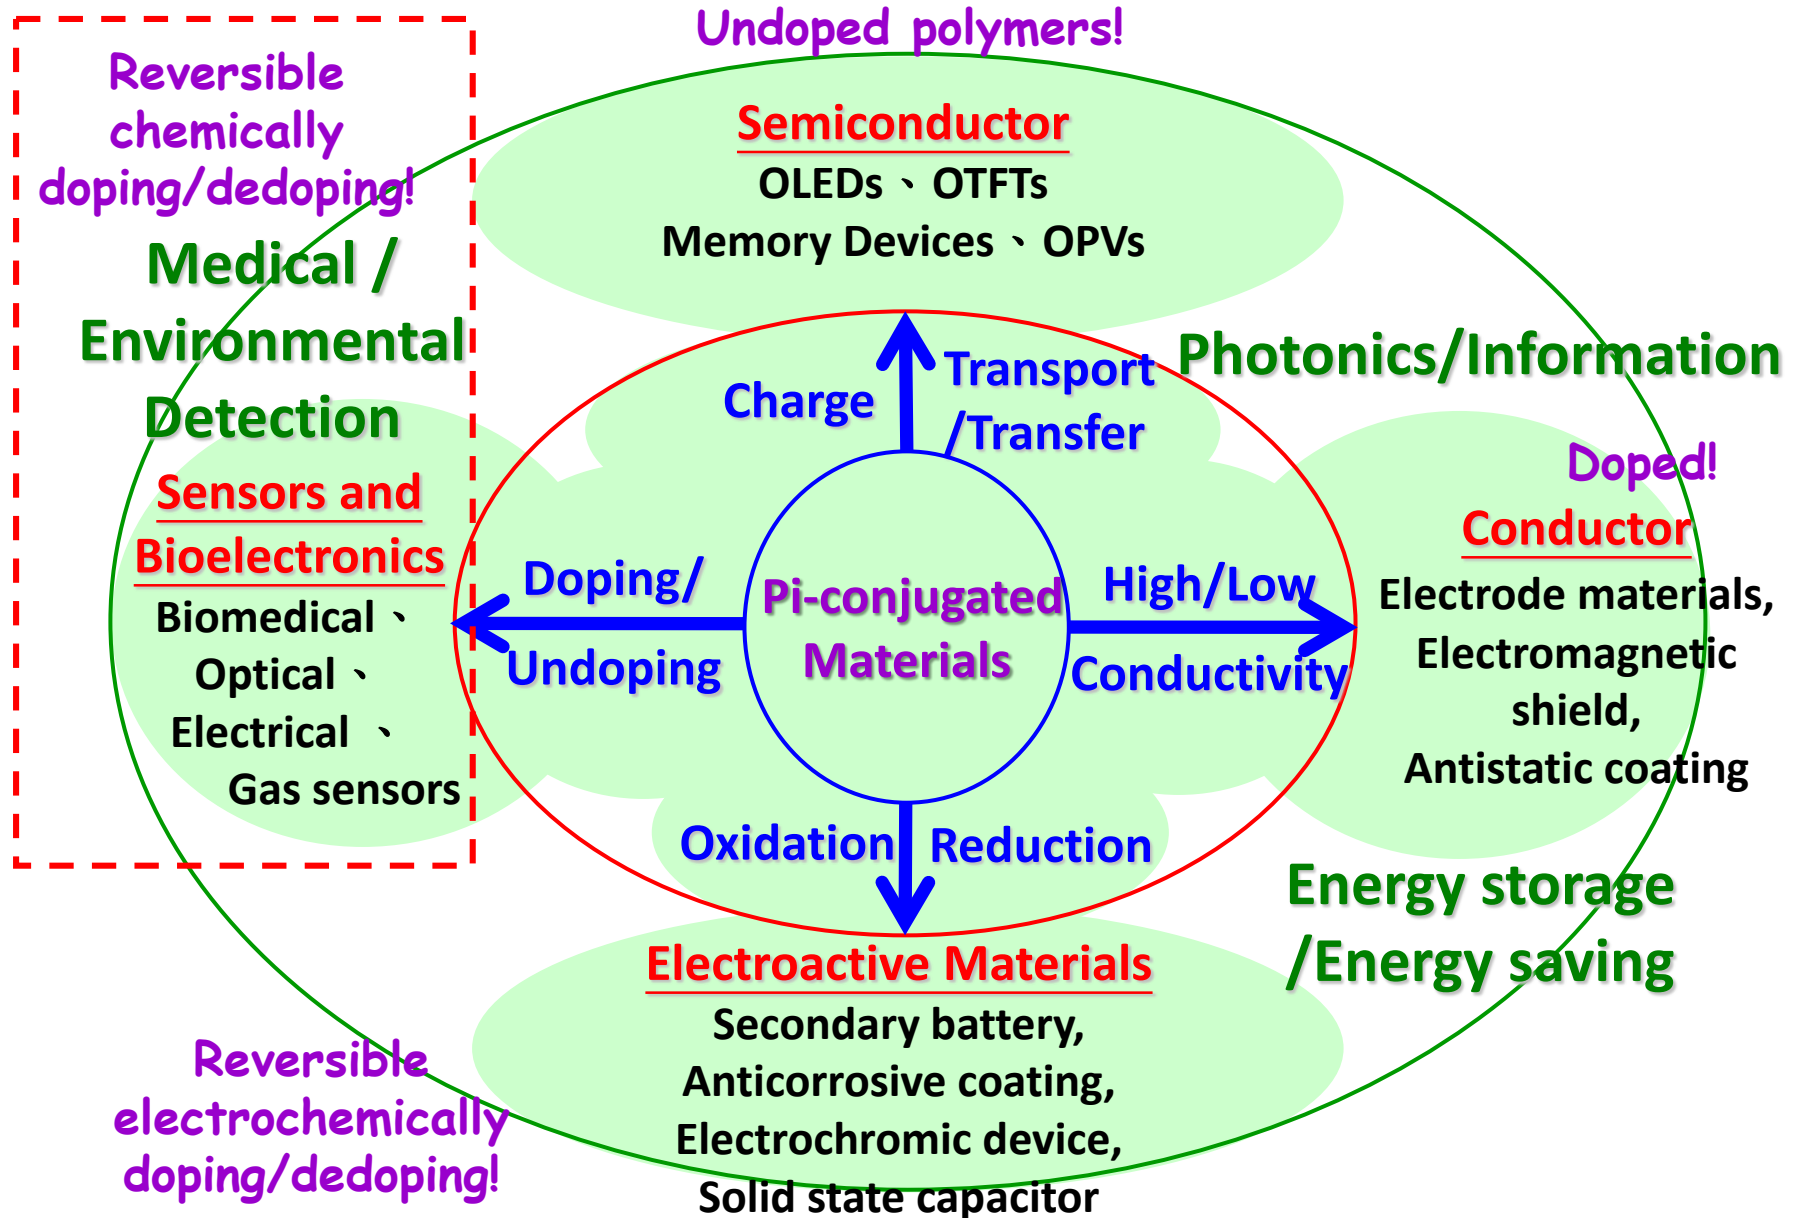 Undoped polymers!
Reversible
chemically
doping/dedoping!
Semiconductor
OLEDs、OTFTs
Memory Devices、OPVs
Medical /
Environmental
Detection
Photonics/Information
Charge
Transport
/Transfer
Sensors and
Bioelectronics
Biomedical、
Optical、
Electrical 、
Gas sensors
Doping/
Undoping
Pi-conjugated
Materials
High/Low
Conductivity
Doped!
Conductor
Electrode materials,
Electromagnetic
shield,
Antistatic coating
Oxidation
Reduction
Energy storage
/Energy saving
Electroactive Materials
Secondary battery,
Anticorrosive coating,
Electrochromic device,
Solid state capacitor
Reversible
electrochemically
doping/dedoping!